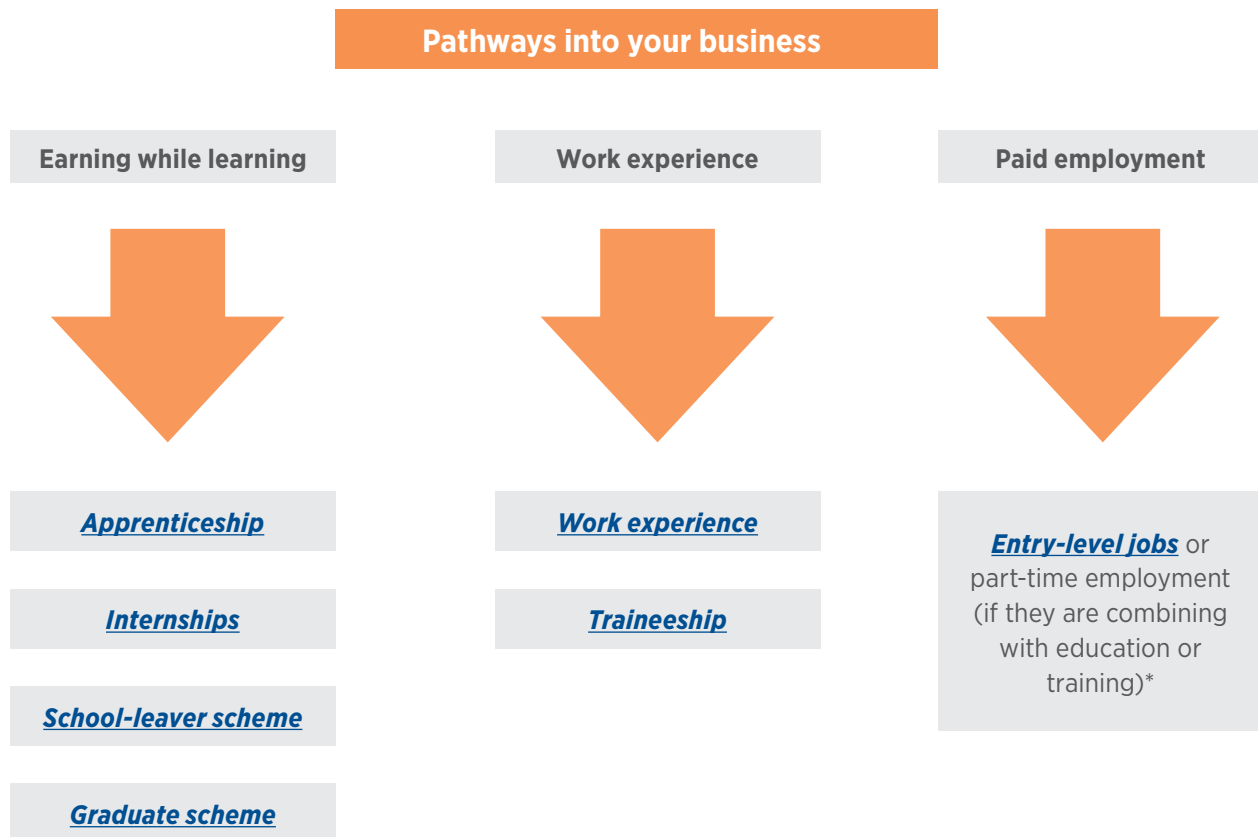 Pathways into your business
Earning while learning
Work experience
Paid employment
Apprenticeship
Internships
School-leaver scheme
Graduate scheme
Work experience
Traineeship
Entry-level jobs or
part-time employment
(if they are combining
with education or
training)*